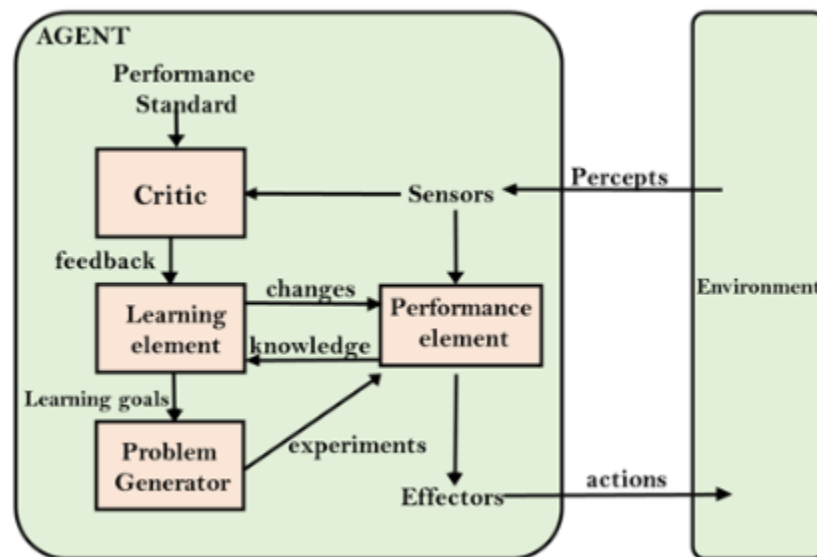 AGENT
Performance
Standard
Critic
Sensors
Percepts
feedback
Environment
Learning
element
changes
knowledge
Performance
element
Learning goals
Problem
Generator
experiments
Effectors
actions